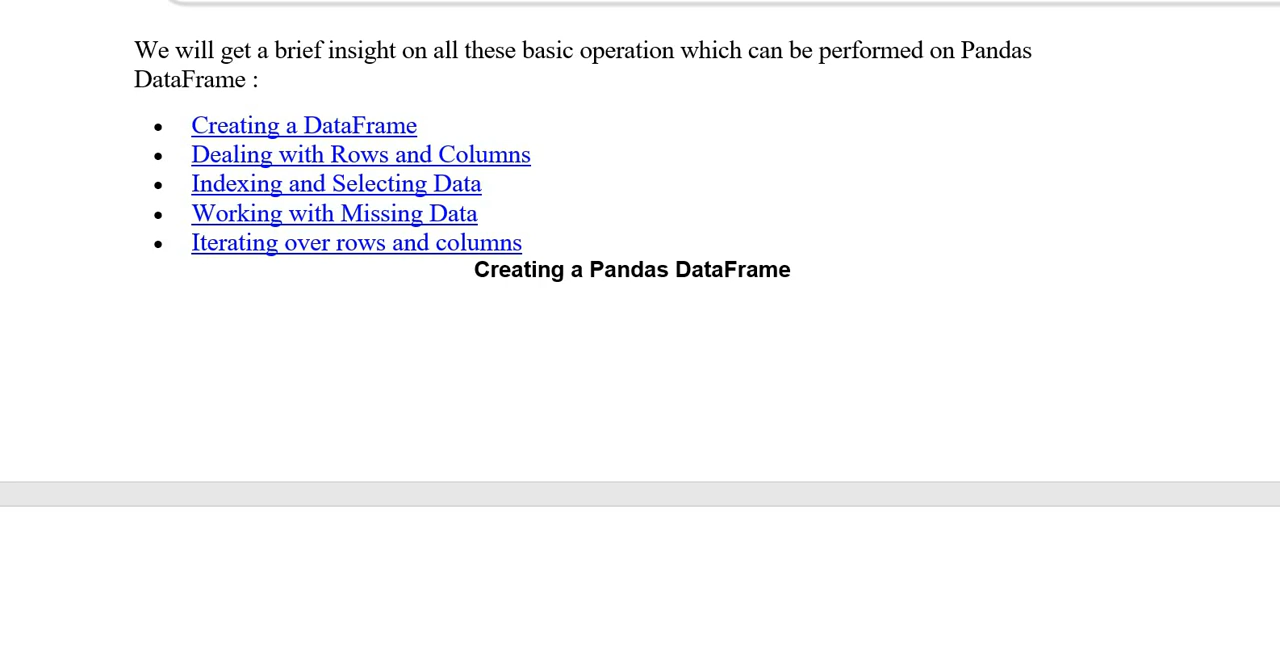 We will get a brief insight on all these basic operation which can be performed on Pandas
DataFrame :
• Creating a DataFrame
• Dealing with Rows and Columns
• Indexing and Selecting Data
• Working with Missing Data
• Iterating over rows and columns
Creating a Pandas DataFrame